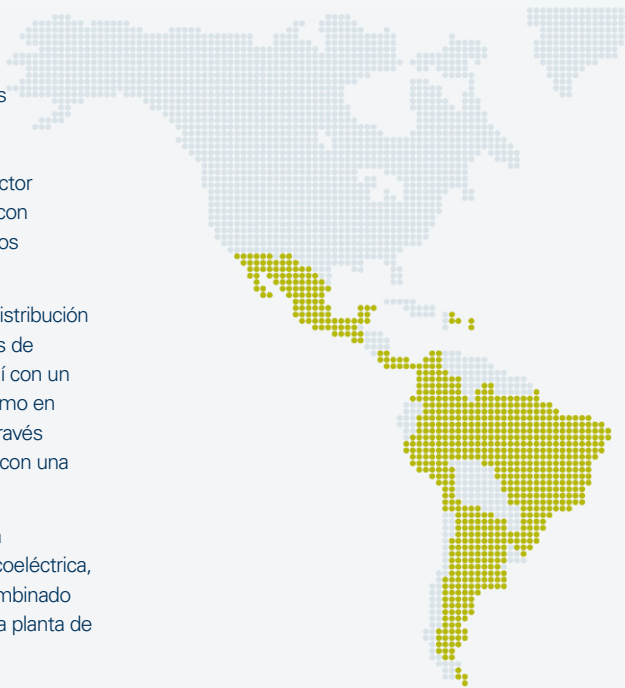 s
ctor
con
os
istribución
s de
í con un
mo en
ravés
con una
a
coeléctrica,
mbinado
a planta de